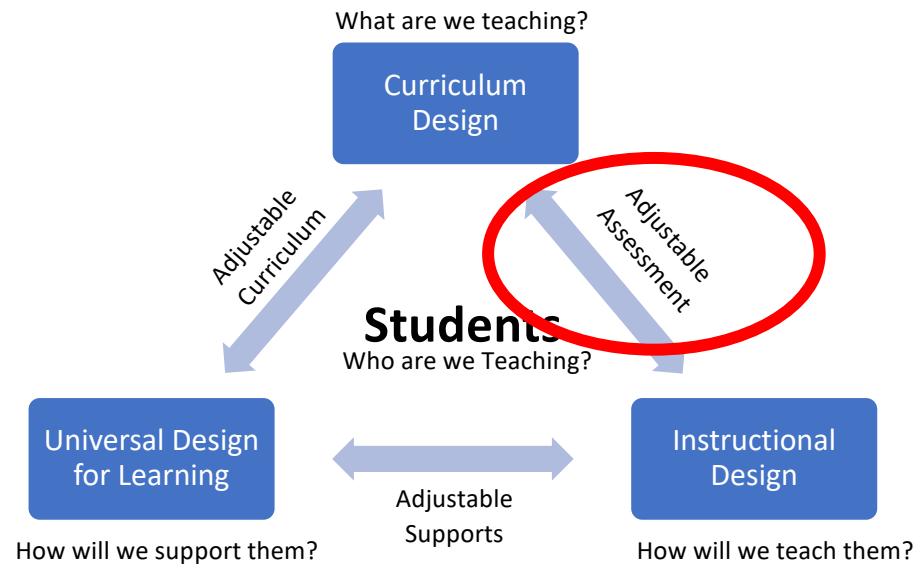 What are we teaching?
Curriculum
Design
Adjustable
Curriculum
Adjustable
Assessment
Students
Who are we Teaching?
Universal Design
for Learning
Instructional
Design
Adjustable
Supports
How will we support them?
How will we teach them?